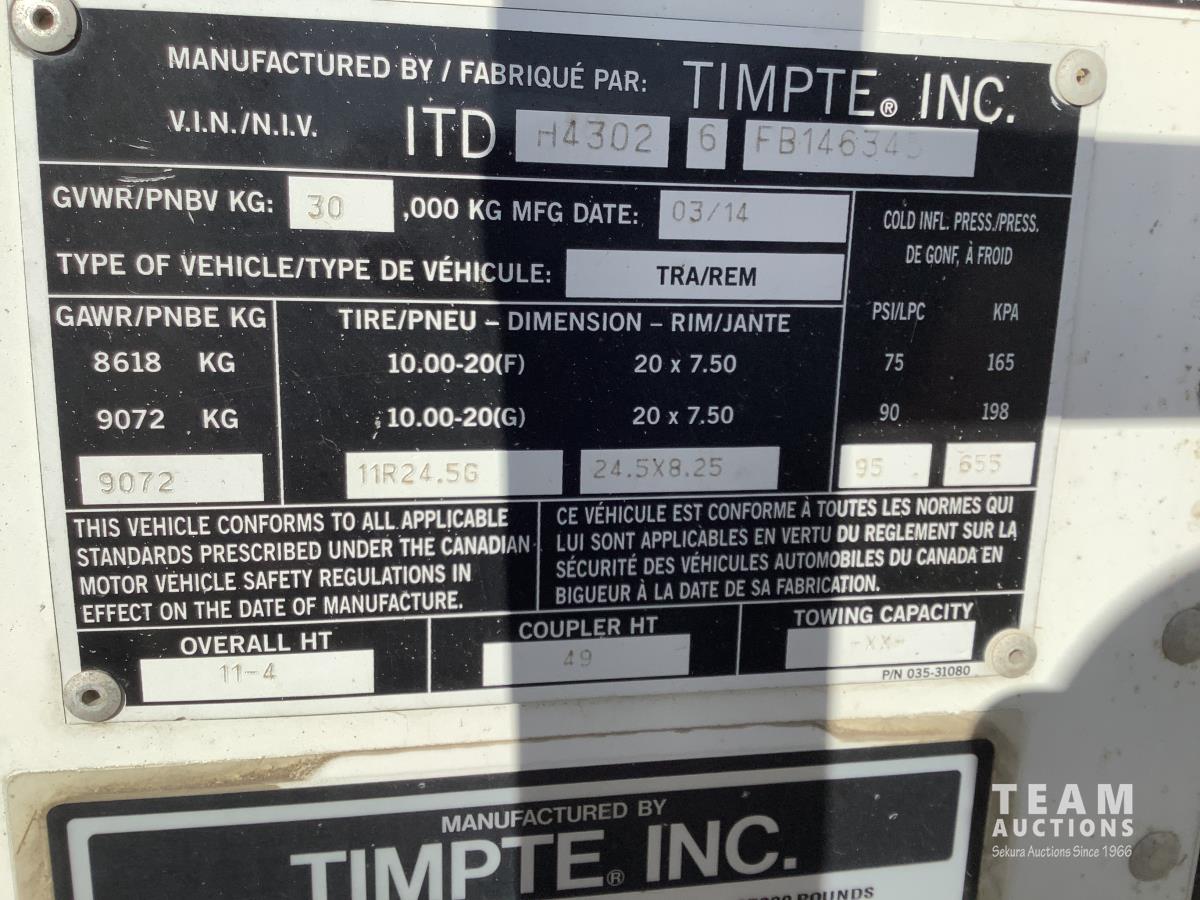 MANUFACTURED BY / FABRIQUÉ PAR: TIMPTE® INC.
V.I.N./N.I.V. ITD H4302 6 FB146345
GVWR/PNBV KG: 30 ,000 KG MFG DATE: 03/14
TYPE OF VEHICLE/TYPE DE VÉHICULE: TRA/REM
COLD INFL. PRESS./PRESS.
DE GONF, À FROID
GAWR/PNBE KG TIRE/PNEU – DIMENSION – RIM/JANTE PSI/LPC KPA
8618 KG 10.00-20(F) 20 x 7.50 75 165
9072 KG 10.00-20(G) 20 x 7.50 90 198
9072 11R24.5G 24.5X8.25 95 655
THIS VEHICLE CONFORMS TO ALL APPLICABLE
STANDARDS PRESCRIBED UNDER THE CANADIAN
MOTOR VEHICLE SAFETY REGULATIONS IN
EFFECT ON THE DATE OF MANUFACTURE.
CE VÉHICULE EST CONFORME À TOUTES LES NORMES QUI
LUI SONT APPLICABLES EN VERTU DU REGLEMENT SUR LA
SÉCURITÉ DES VÉHICULES AUTOMOBILES DU CANADA EN
BIGUEUR À LA DATE DE SA FABRICATION.
OVERALL HT COUPLER HT TOWING CAPACITY
11-4 49 -XX-
P/N 035-31080
MANUFACTURED BY
TIMPTE® INC.
POUNDS
TEAM
AUCTIONS
Sekura Auctions Since 1966